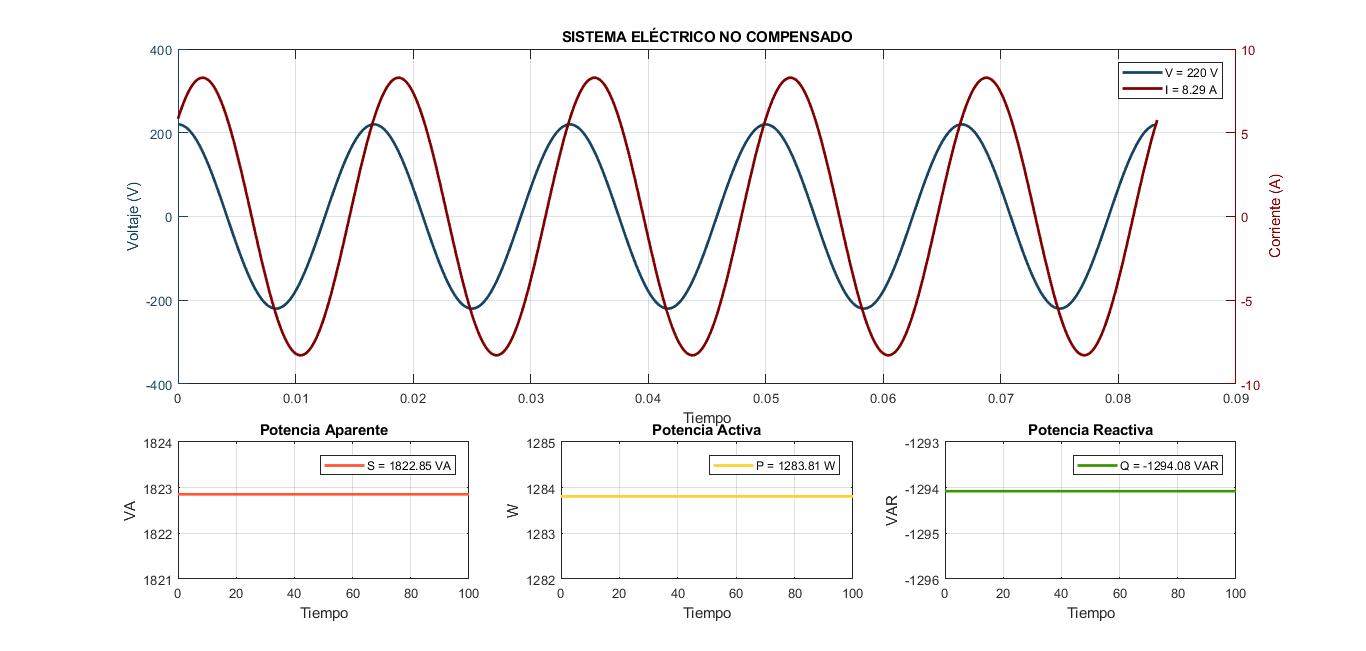 SISTEMA ELÉCTRICO NO COMPENSADO
400
200
0
-200
-400
Voltaje (V)
10
5
0
-5
-10
Corriente (A)
V = 220 V
I = 8.29 A
0 0.01 0.02 0.03 0.04 0.05 0.06 0.07 0.08 0.09
Tiempo
Potencia Aparente
1824
1823
1822
1821
VA
S = 1822.85 VA
0 20 40 60 80 100
Tiempo
Potencia Activa
1285
1284
1283
1282
W
P = 1283.81 W
0 20 40 60 80 100
Tiempo
Potencia Reactiva
-1293
-1294
-1295
-1296
VAR
Q = -1294.08 VAR
0 20 40 60 80 100
Tiempo